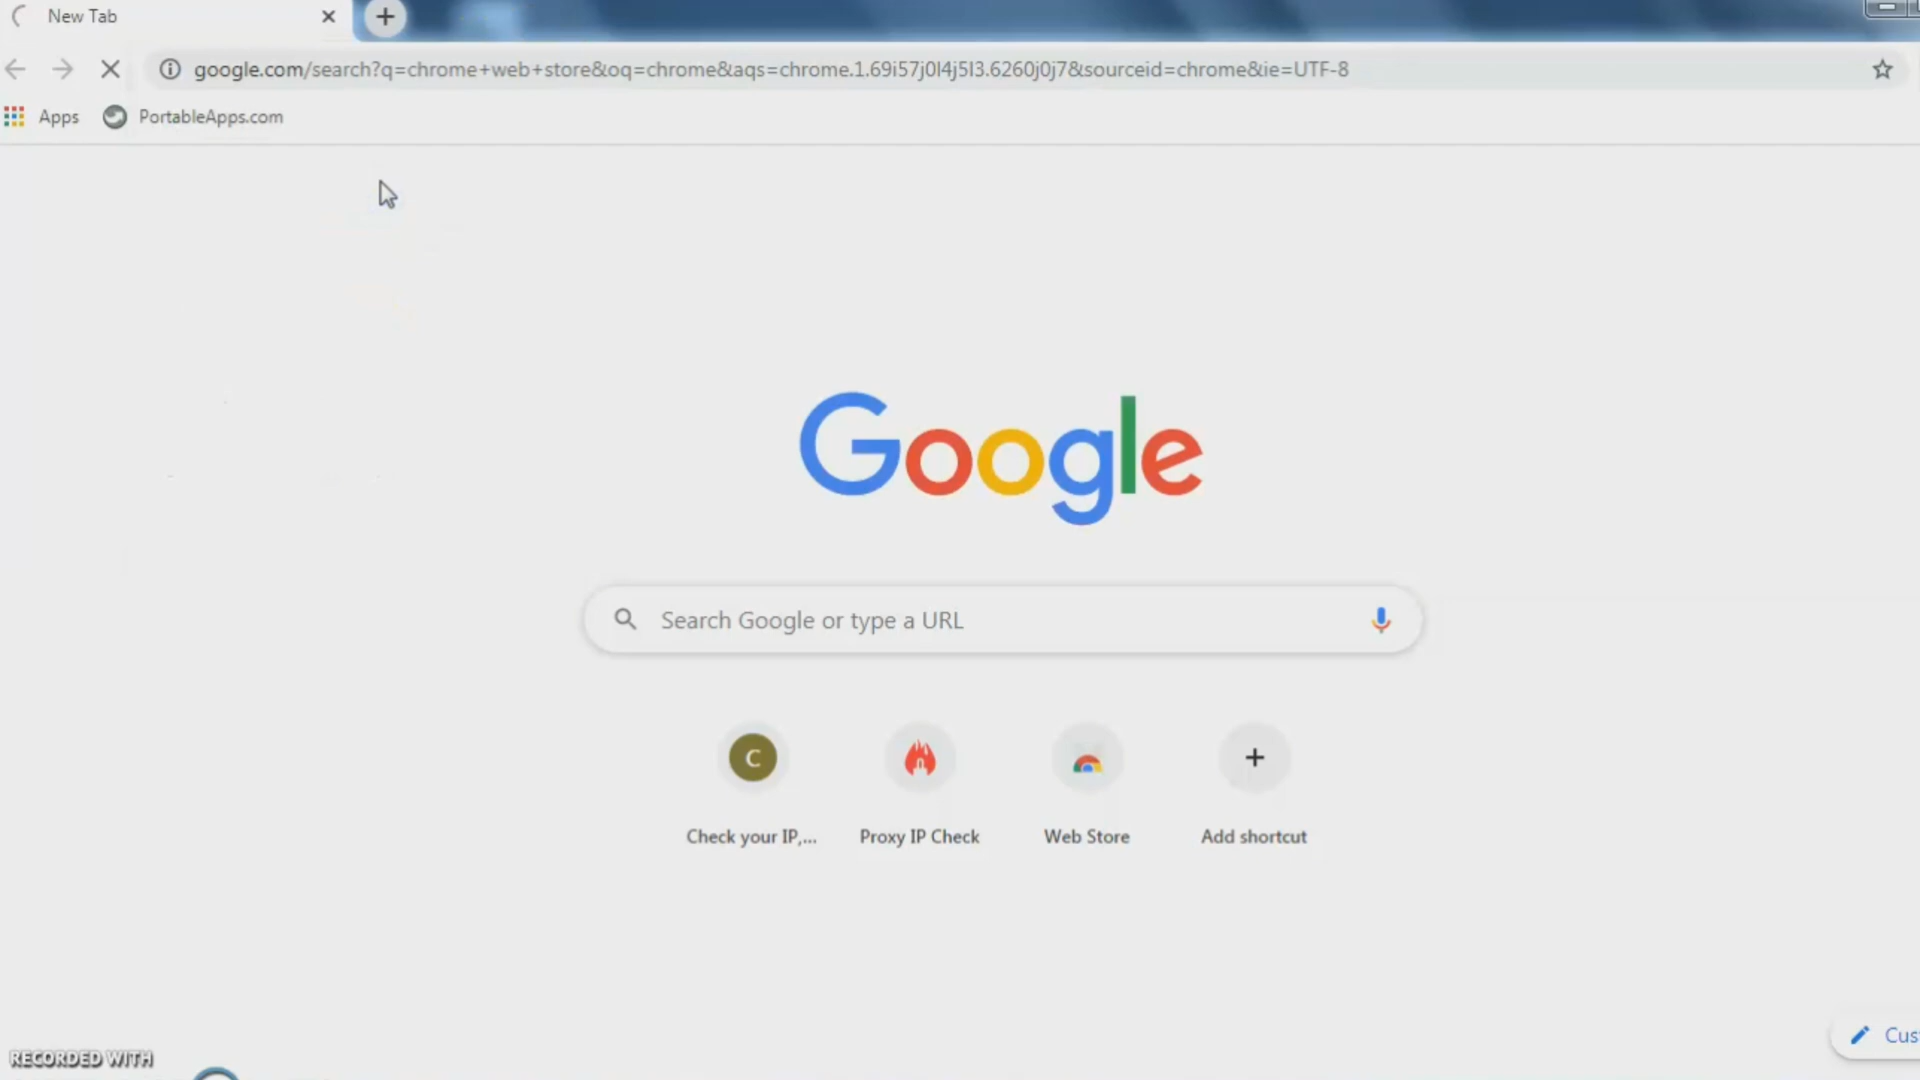 New Tab
google.com/search?q=chrome+web+store&oq=chrome&aqs=chrome.1.69i57j0l4j5l3.6260j0j7&sourceid=chrome&ie=UTF-8
Apps PortableApps.com
Google
Search Google or type a URL
C
Check your IP,... Proxy IP Check Web Store Add shortcut
Cus
RECORDED WITH